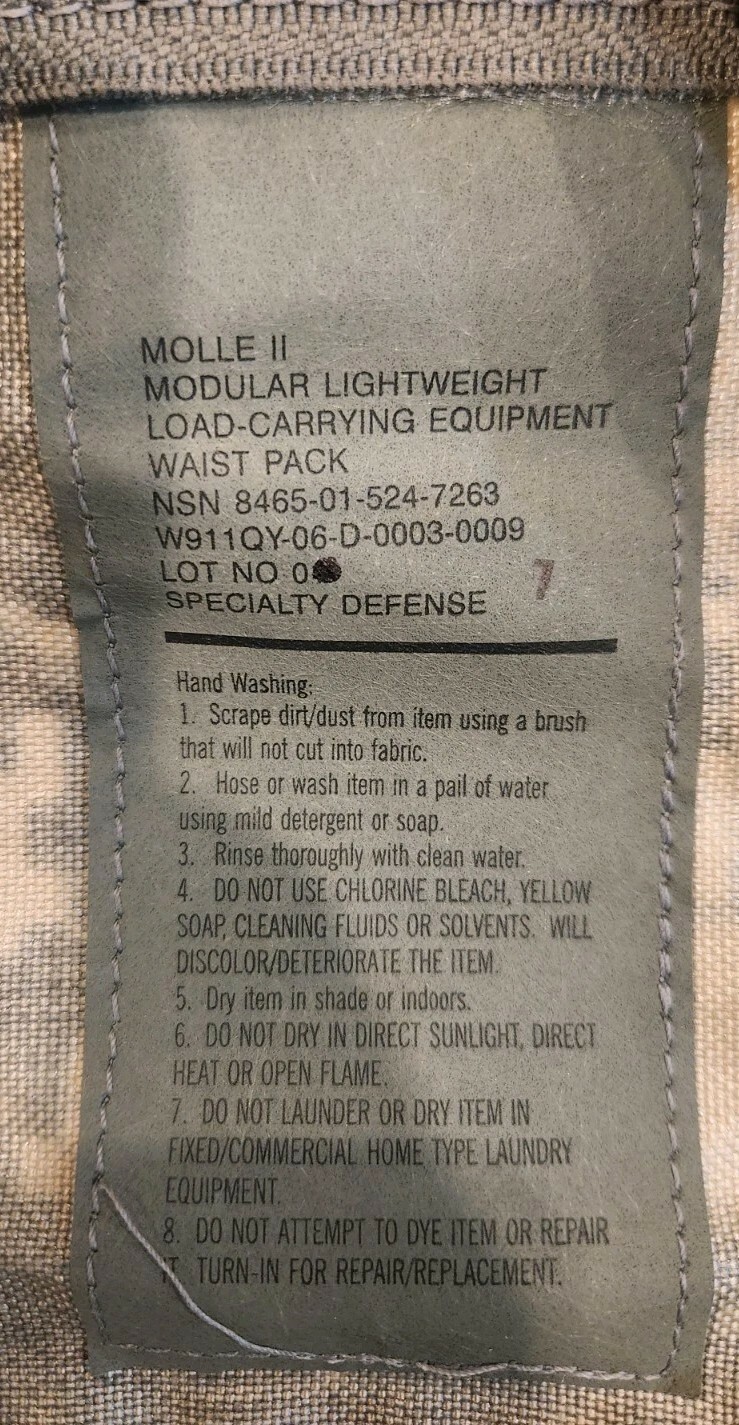 MOLLE II
MODULAR LIGHTWEIGHT
LOAD-CARRYING EQUIPMENT
WAIST PACK
NSN 8465-01-524-7263
W911QY-06-D-0003-0009
LOT NO 0 7
SPECIALTY DEFENSE
Hand Washing:
1. Scrape dirt/dust from item using a brush
that will not cut into fabric.
2. Hose or wash item in a pail of water
using mild detergent or soap.
3. Rinse thoroughly with clean water.
4. DO NOT USE CHLORINE BLEACH, YELLOW
SOAP, CLEANING FLUIDS OR SOLVENTS. WILL
DISCOLOR/DETERIORATE THE ITEM.
5. Dry item in shade or indoors.
6. DO NOT DRY IN DIRECT SUNLIGHT, DIRECT
HEAT OR OPEN FLAME.
7. DO NOT LAUNDER OR DRY ITEM IN
FIXED/COMMERCIAL HOME TYPE LAUNDRY
EQUIPMENT.
8. DO NOT ATTEMPT TO DYE ITEM OR REPAIR
IT. TURN-IN FOR REPAIR/REPLACEMENT.